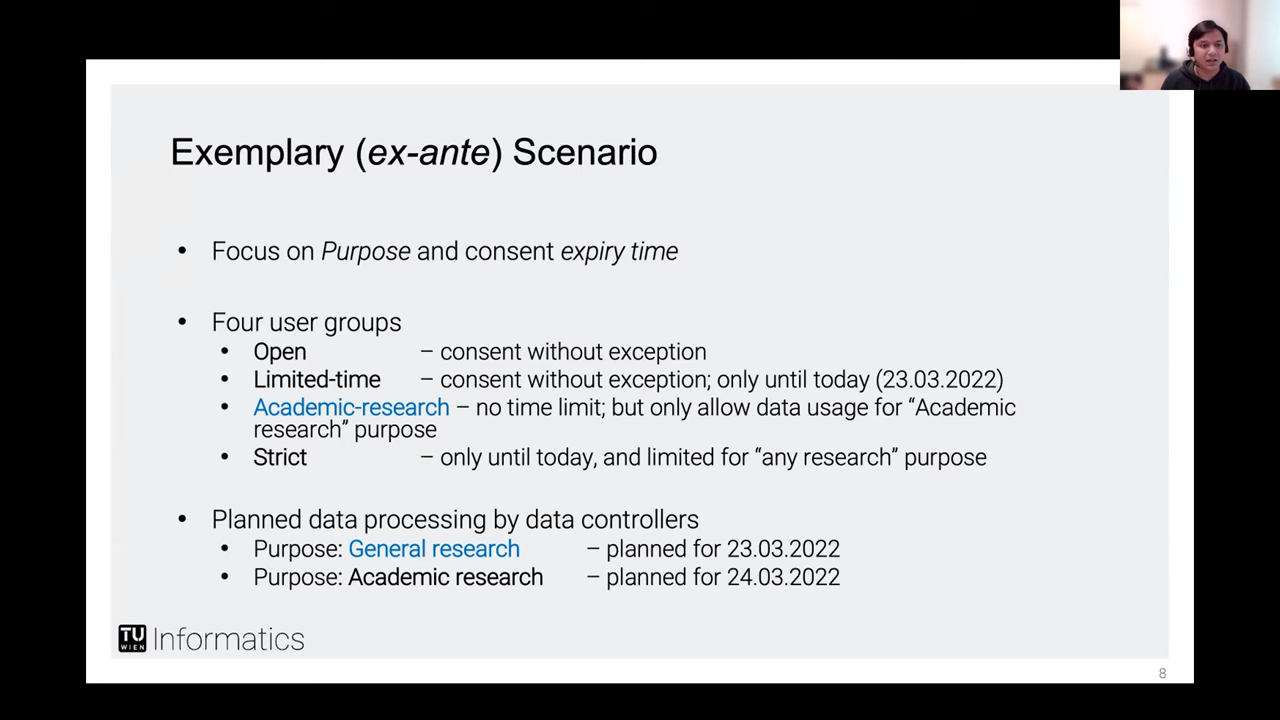 Exemplary (ex-ante) Scenario
• Focus on Purpose and consent expiry time
• Four user groups
• Open – consent without exception
• Limited-time – consent without exception; only until today (23.03.2022)
• Academic-research – no time limit; but only allow data usage for “Academic
research” purpose
• Strict – only until today, and limited for “any research” purpose
• Planned data processing by data controllers
• Purpose: General research – planned for 23.03.2022
• Purpose: Academic research – planned for 24.03.2022
TU WIEN Informatics
8